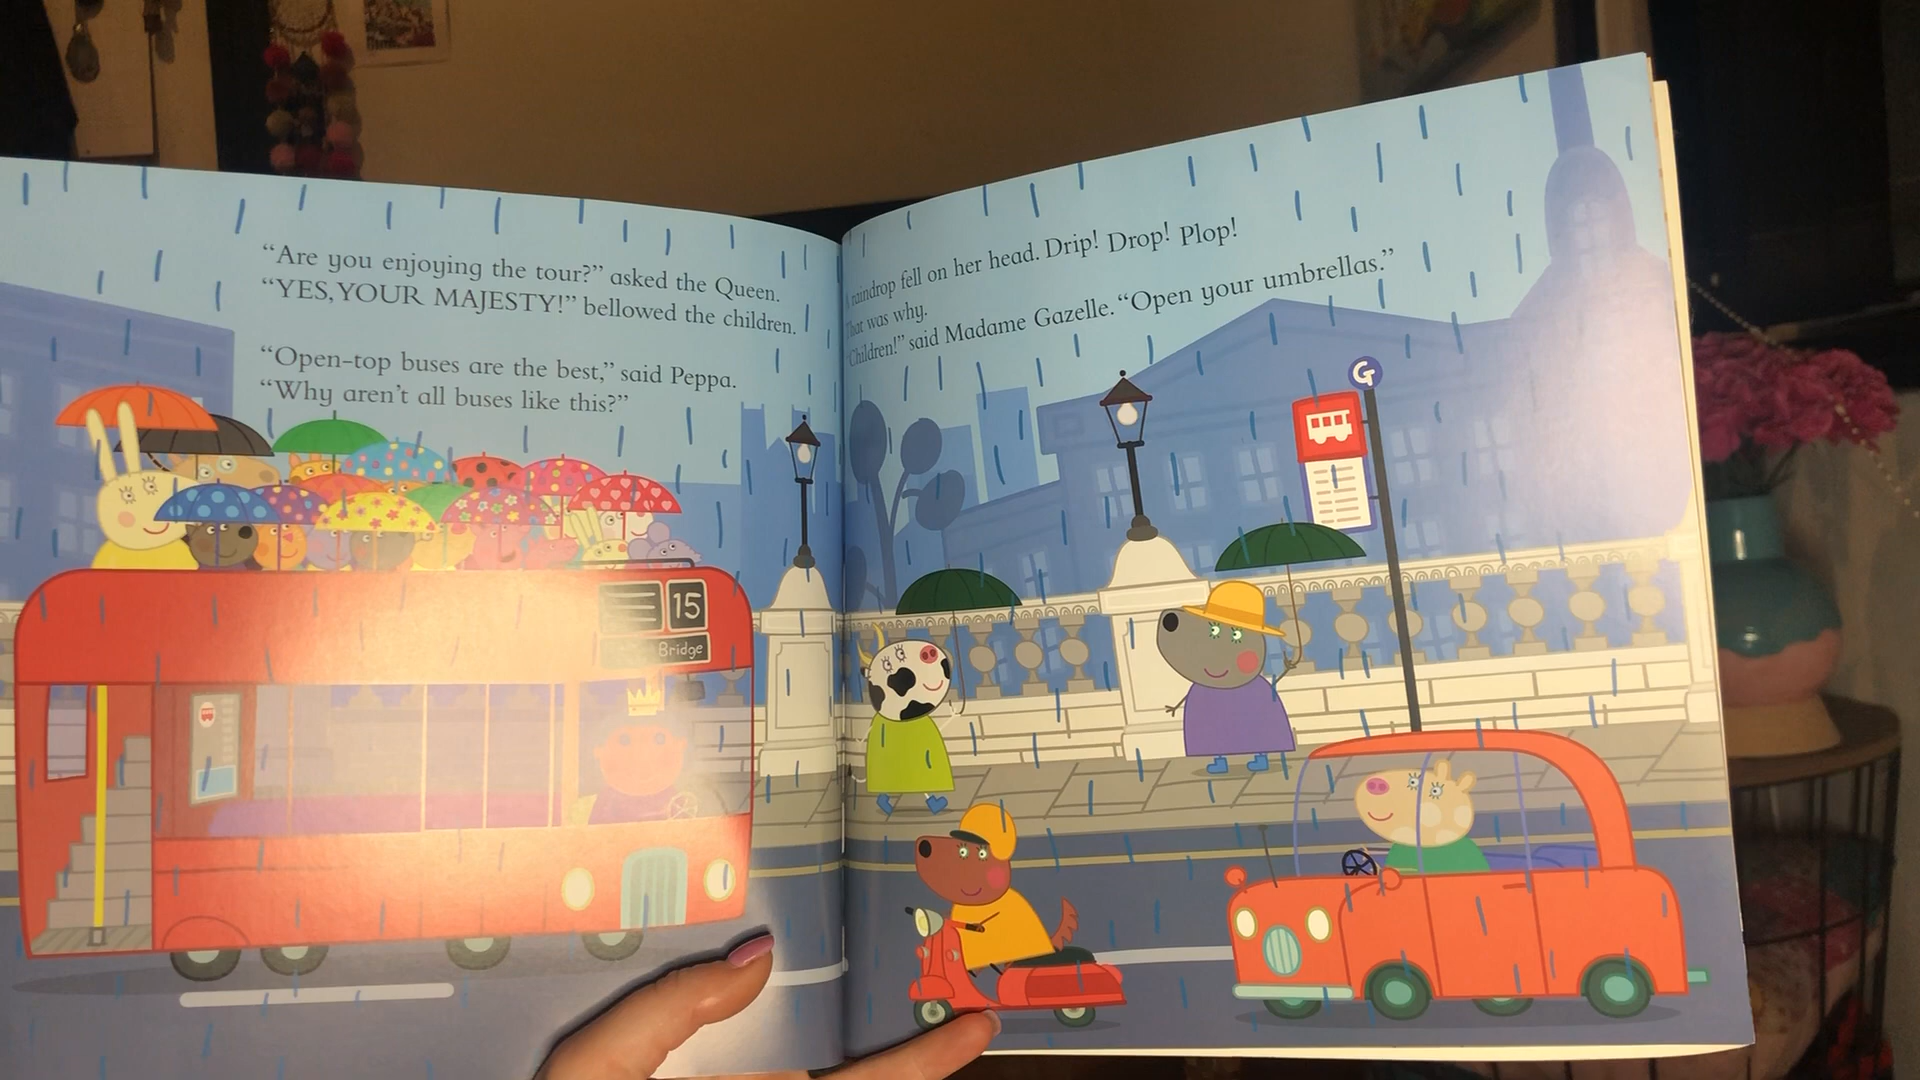 “Are you enjoying the tour?” asked the Queen.
“YES, YOUR MAJESTY!” bellowed the children.
“Open-top buses are the best,” said Peppa.
“Why aren’t all buses like this?”
15
Bridge
raindrop fell on her head. Drip! Drop! Plop!
That was why.
“Children!” said Madame Gazelle. “Open your umbrellas.”
G